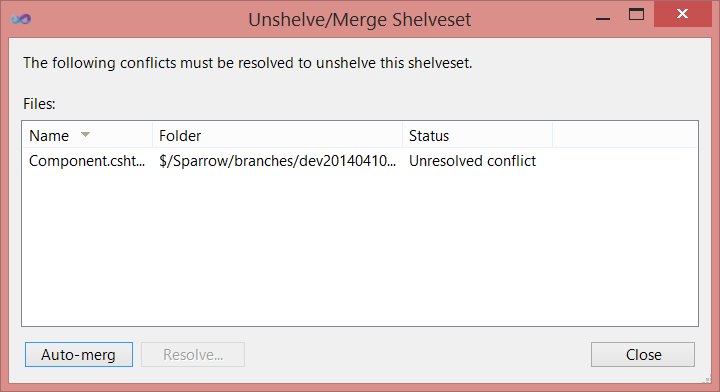 Unshelve/Merge Shelveset
The following conflicts must be resolved to unshelve this shelveset.
Files:
Name Folder Status
Component.csht... $/Sparrow/branches/dev20140410... Unresolved conflict
Auto-merg Resolve... Close